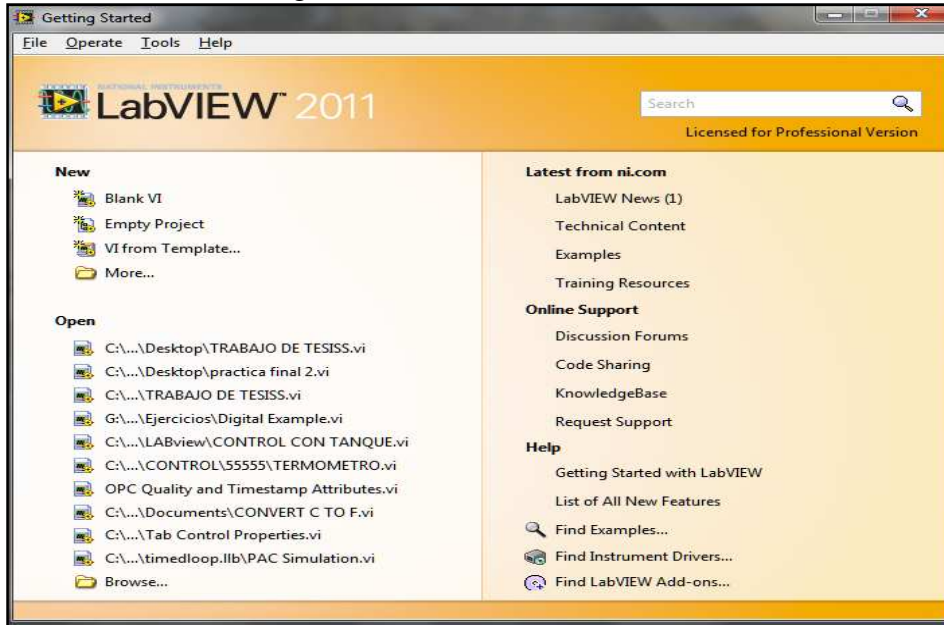 Getting Started
File Operate Tools Help
NATIONAL INSTRUMENTS
LabVIEW™ 2011
Search
Licensed for Professional Version
New
Blank VI
Empty Project
VI from Template...
More...
Open
C:\...\Desktop\TRABAJO DE TESISS.vi
C:\...\Desktop\practica final 2.vi
C:\...\TRABAJO DE TESISS.vi
G:\...\Ejercicios\Digital Example.vi
C:\...\LABview\CONTROL CON TANQUE.vi
C:\...\CONTROL\55555\TERMOMETRO.vi
OPC Quality and Timestamp Attributes.vi
C:\...\Documents\CONVERT C TO F.vi
C:\...\Tab Control Properties.vi
C:\...\timedloop.llb\PAC Simulation.vi
Browse...
Latest from ni.com
LabVIEW News (1)
Technical Content
Examples
Training Resources
Online Support
Discussion Forums
Code Sharing
KnowledgeBase
Request Support
Help
Getting Started with LabVIEW
List of All New Features
Find Examples...
Find Instrument Drivers...
Find LabVIEW Add-ons...